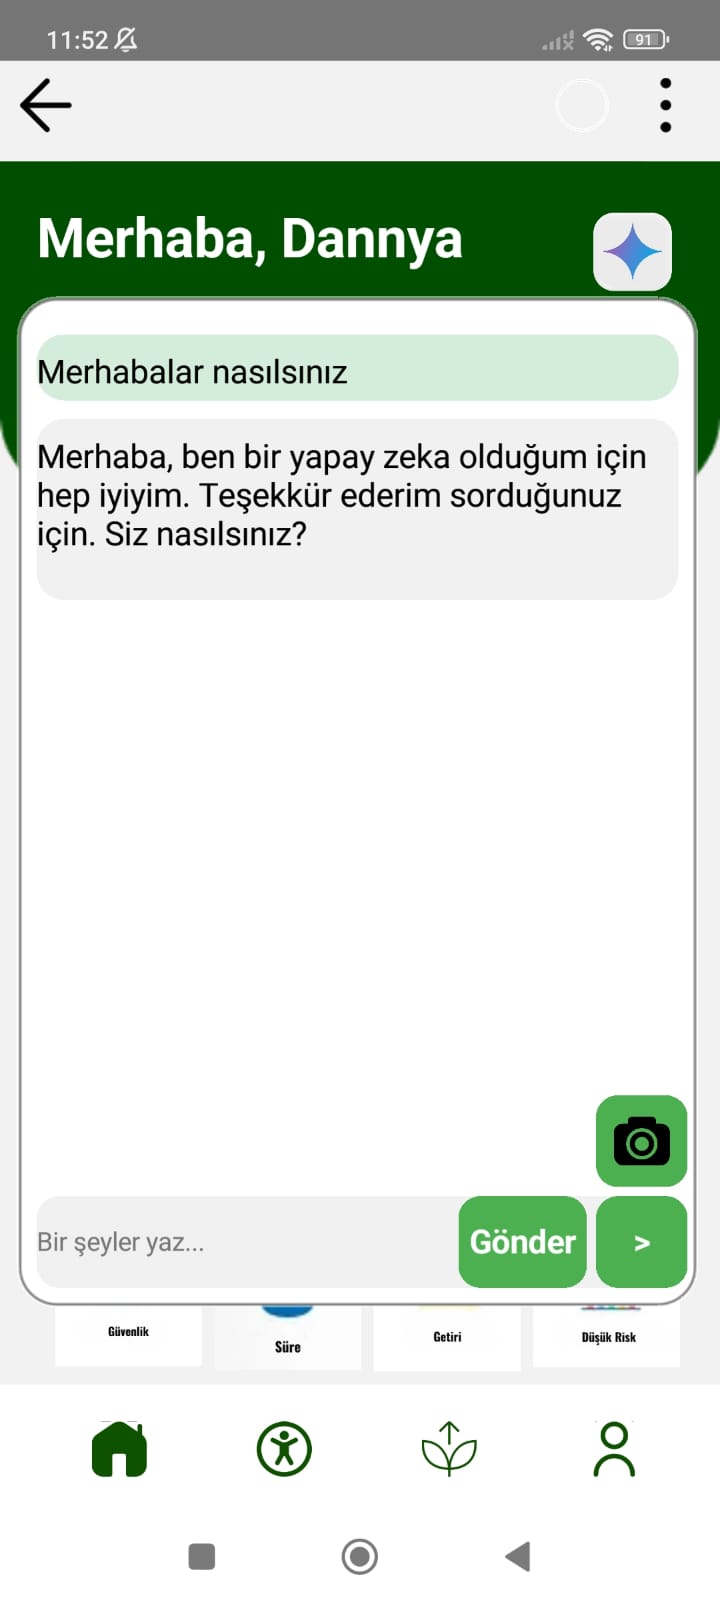 11:52
91
Merhaba, Dannya
Merhabalar nasılsınız
Merhaba, ben bir yapay zeka olduğum için
hep iyiyim. Teşekkür ederim sorduğunuz
için. Siz nasılsınız?
Bir şeyler yaz...
Gönder
>
Güvenlik
Süre
Getiri
Düşük Risk